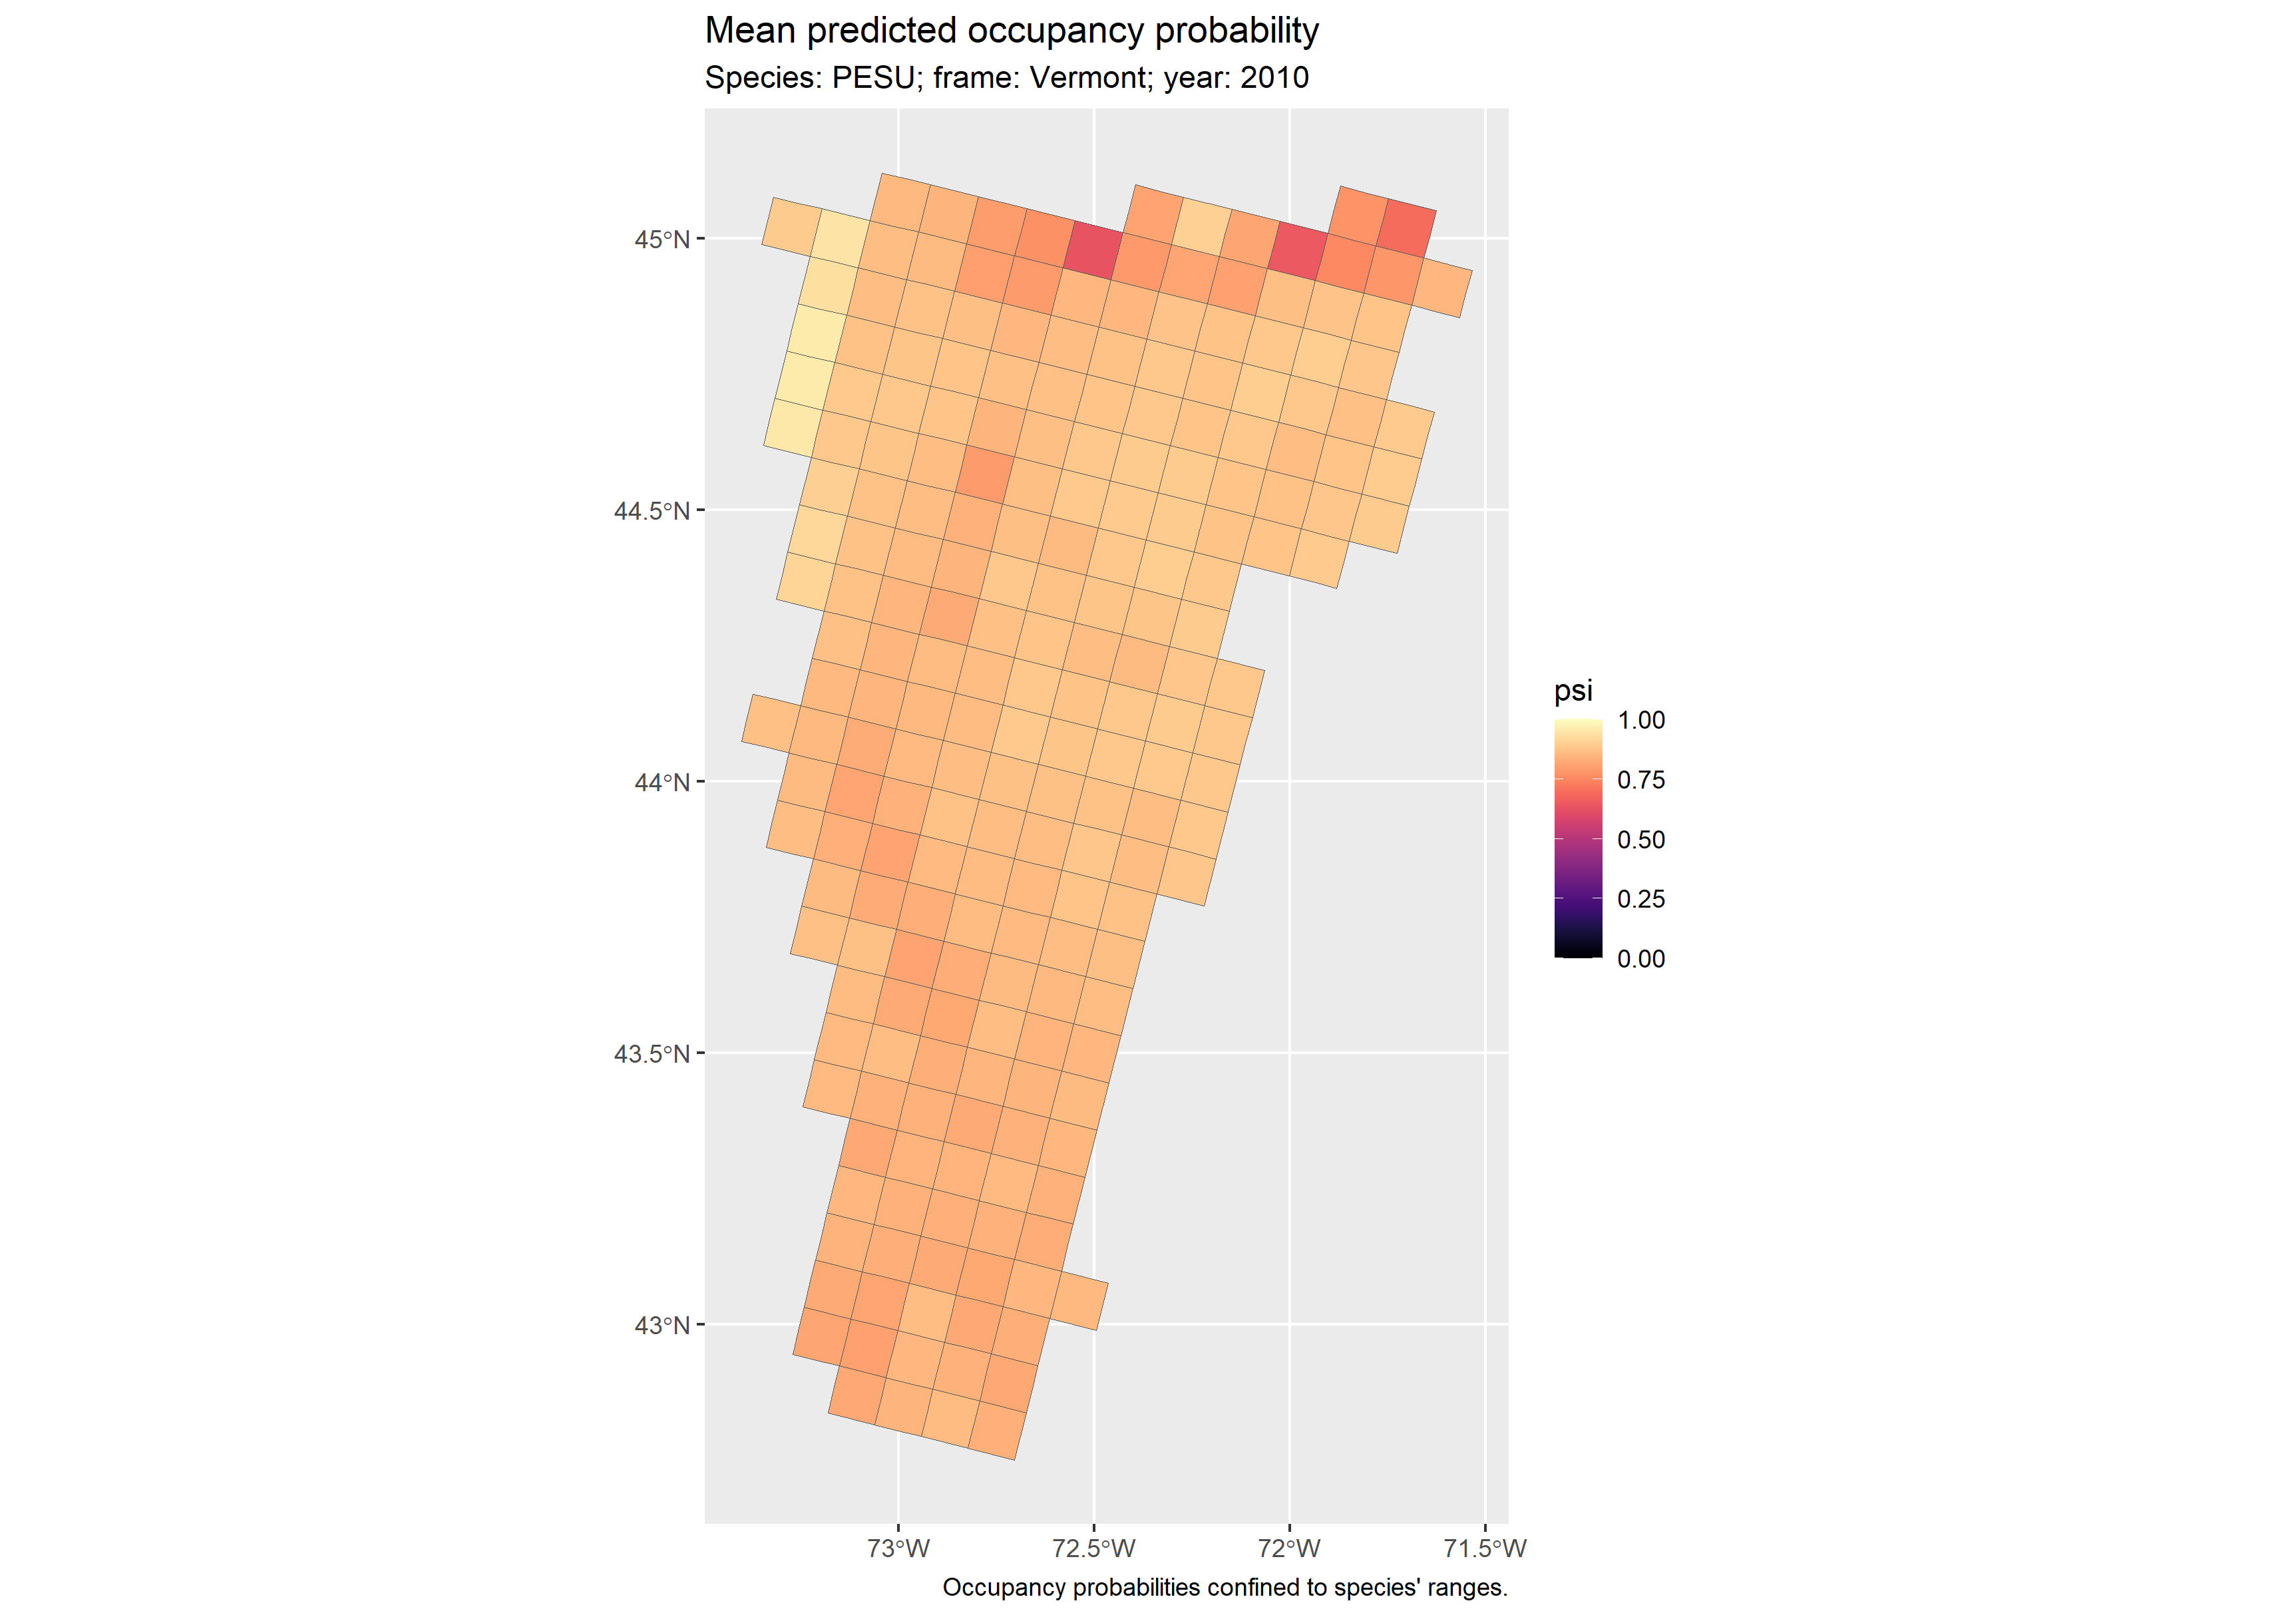 Mean predicted occupancy probability
Species: PESU; frame: Vermont; year: 2010
45°N
44.5°N
44°N
43.5°N
43°N
73°W
72.5°W
72°W
71.5°W
psi
1.00
0.75
0.50
0.25
0.00
Occupancy probabilities confined to species' ranges.